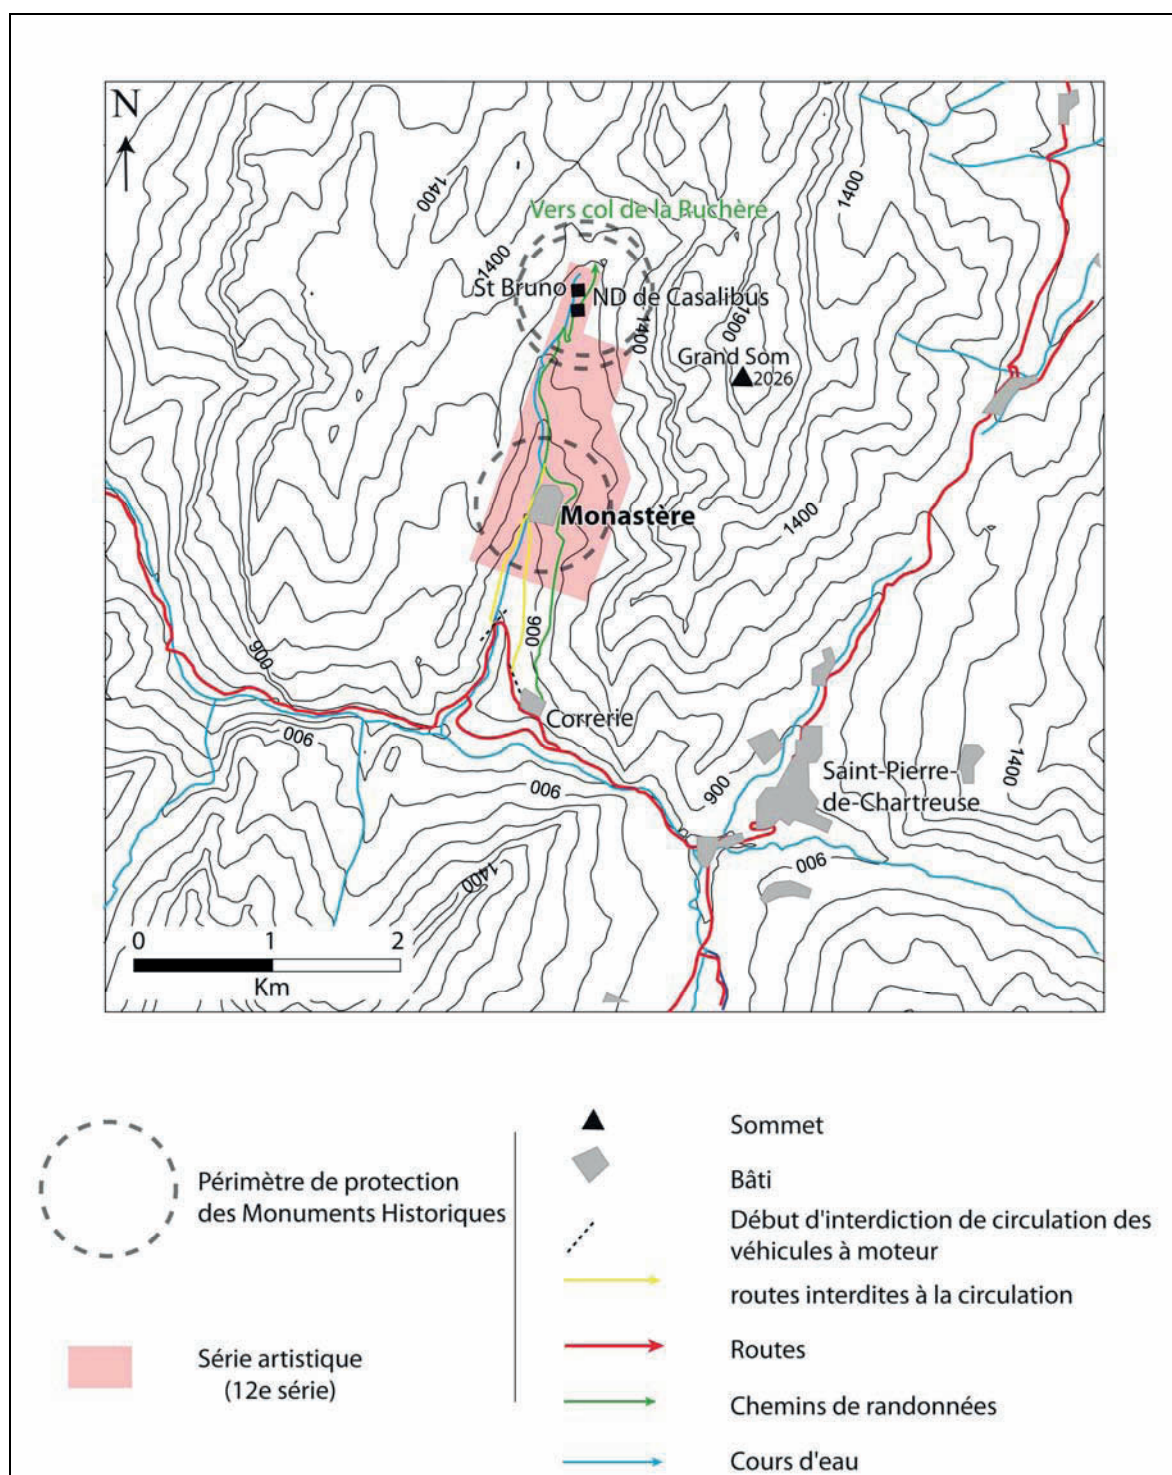 N
1400
1400
Vers col de la Ruchère
1400
St Bruno
ND de Casalibus
1400
1900
Grand Som
2026
1400
Monastère
900
900
Correrie
900
900
900
Saint-Pierre-
de-Chartreuse
1400
1400
900
0 1 2
Km
Périmètre de protection
des Monuments Historiques
Série artistique
(12e série)
Sommet
Bâti
Début d'interdiction de circulation des
véhicules à moteur
routes interdites à la circulation
Routes
Chemins de randonnées
Cours d'eau